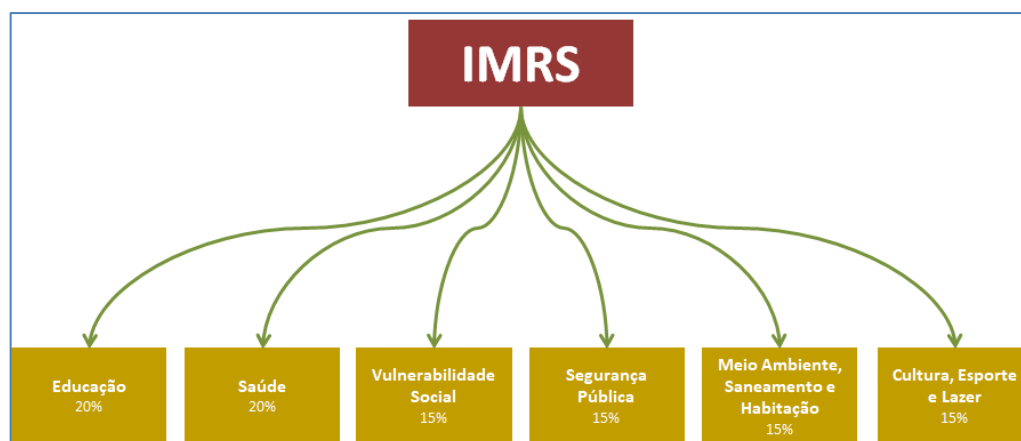 IMRS
Educação
20%
Saúde
20%
Vulnerabilidade
Social
15%
Segurança
Pública
15%
Meio Ambiente,
Saneamento e
Habitação
15%
Cultura, Esporte
e Lazer
15%